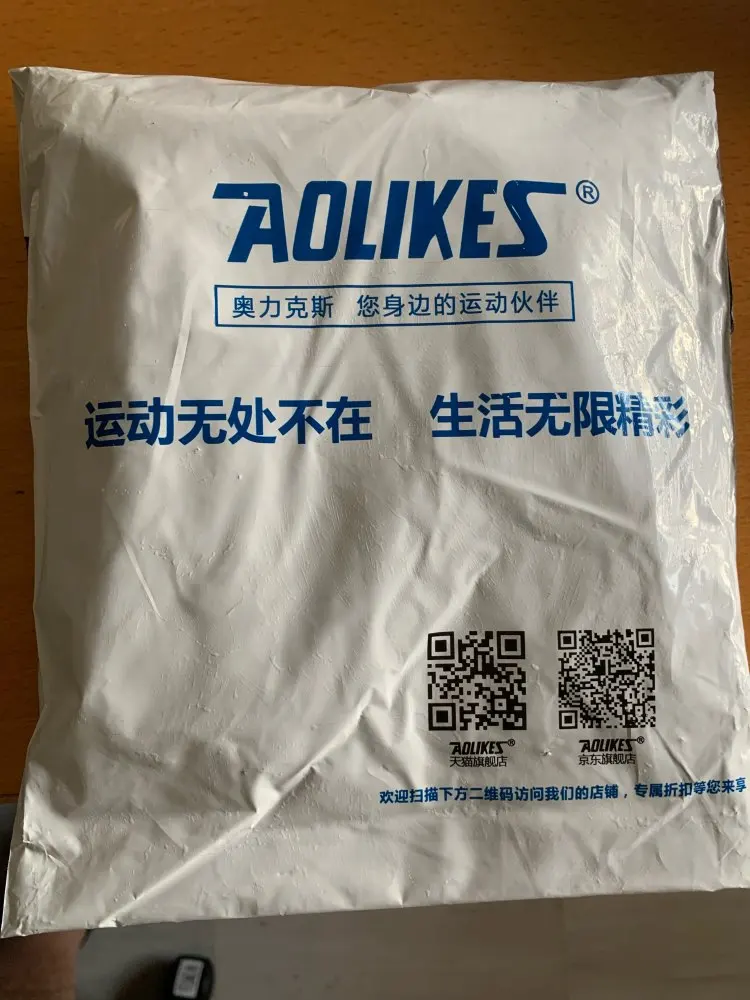 AOLIKES®
奥力克斯 您身边的运动伙伴
运动无处不在 生活无限精彩
AOLIKES® AOLIKES®
天猫旗舰店 京东旗舰店
欢迎扫描下方二维码访问我们的店铺，专属折扣等您来享